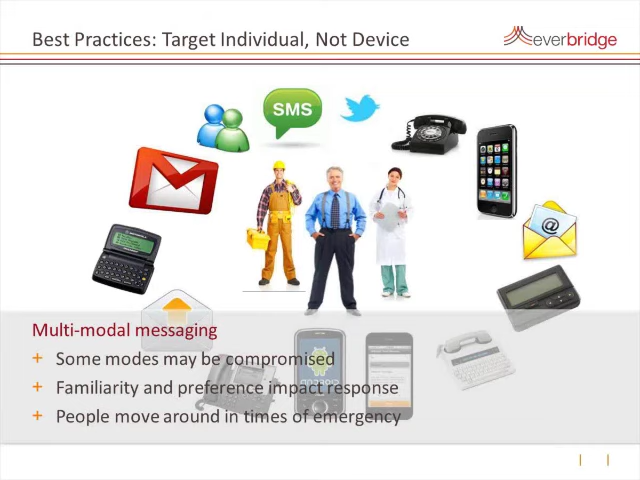 Best Practices: Target Individual, Not Device
everbridge
SMS
@
Multi-modal messaging
+ Some modes may be compromised
+ Familiarity and preference impact response
+ People move around in times of emergency